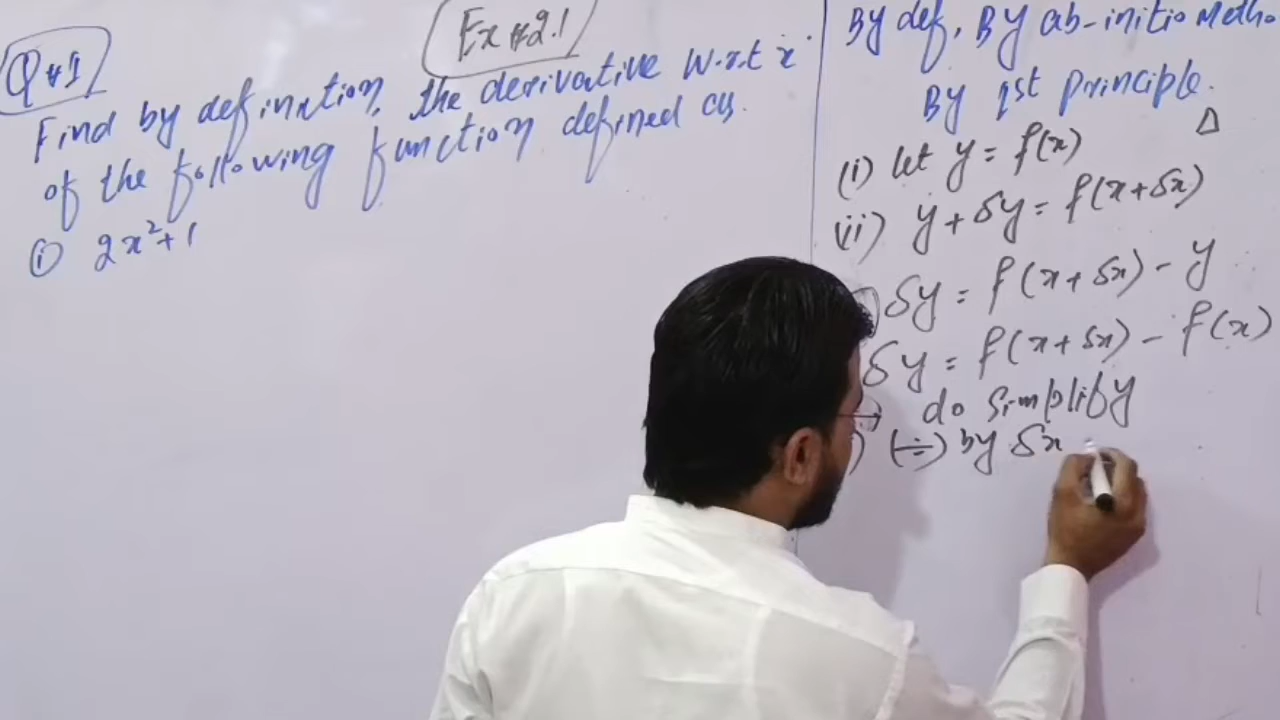 Ex # 2.1
Q # 1
Find by defination, the derivative w.r.t 'x'
of the following function defined as.
(i) 2x²+1
By def, By ab-initio Metho
By 1st principle.
Δ
(i) let y = f(x)
(ii) y + δy = f(x+δx)
δy = f(x+δx) - y
δy = f(x+δx) - f(x)
→ do simplify
) (÷) by δx